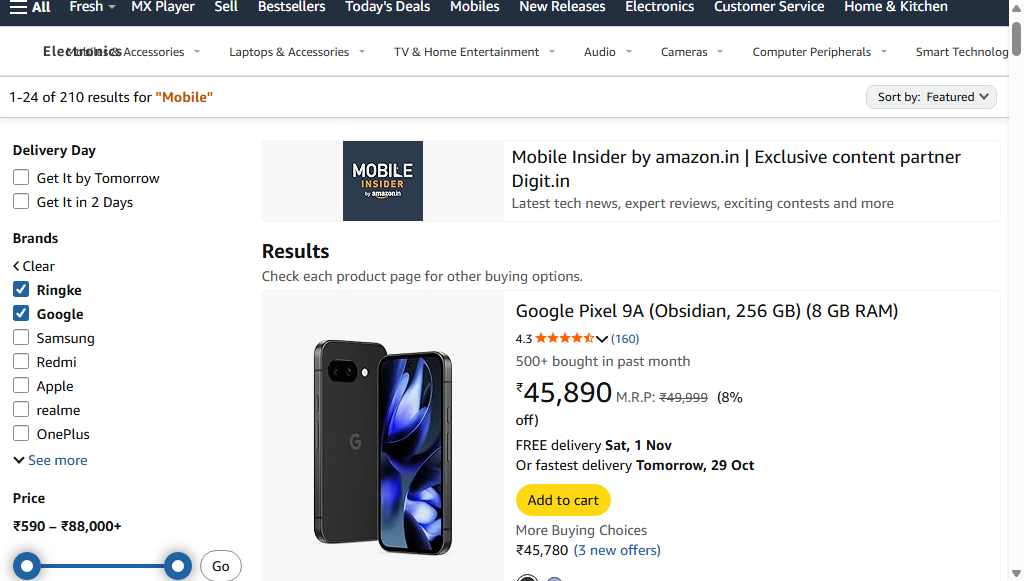 All Fresh MX Player Sell Bestsellers Today's Deals Mobiles New Releases Electronics Customer Service Home & Kitchen
Electronics Mobiles & Accessories Laptops & Accessories TV & Home Entertainment Audio Cameras Computer Peripherals Smart Technolog
1-24 of 210 results for "Mobile"
Sort by: Featured
Delivery Day
Get It by Tomorrow
Get It in 2 Days
Brands
Clear
Ringke
Google
Samsung
Redmi
Apple
realme
OnePlus
See more
Price
₹590 – ₹88,000+
Go
MOBILE
INSIDER
by amazon.in
Mobile Insider by amazon.in | Exclusive content partner
Digit.in
Latest tech news, expert reviews, exciting contests and more
Results
Check each product page for other buying options.
G
Google Pixel 9A (Obsidian, 256 GB) (8 GB RAM)
4.3 (160)
500+ bought in past month
₹45,890 M.R.P: ₹49,999 (8%
off)
FREE delivery Sat, 1 Nov
Or fastest delivery Tomorrow, 29 Oct
Add to cart
More Buying Choices
₹45,780 (3 new offers)